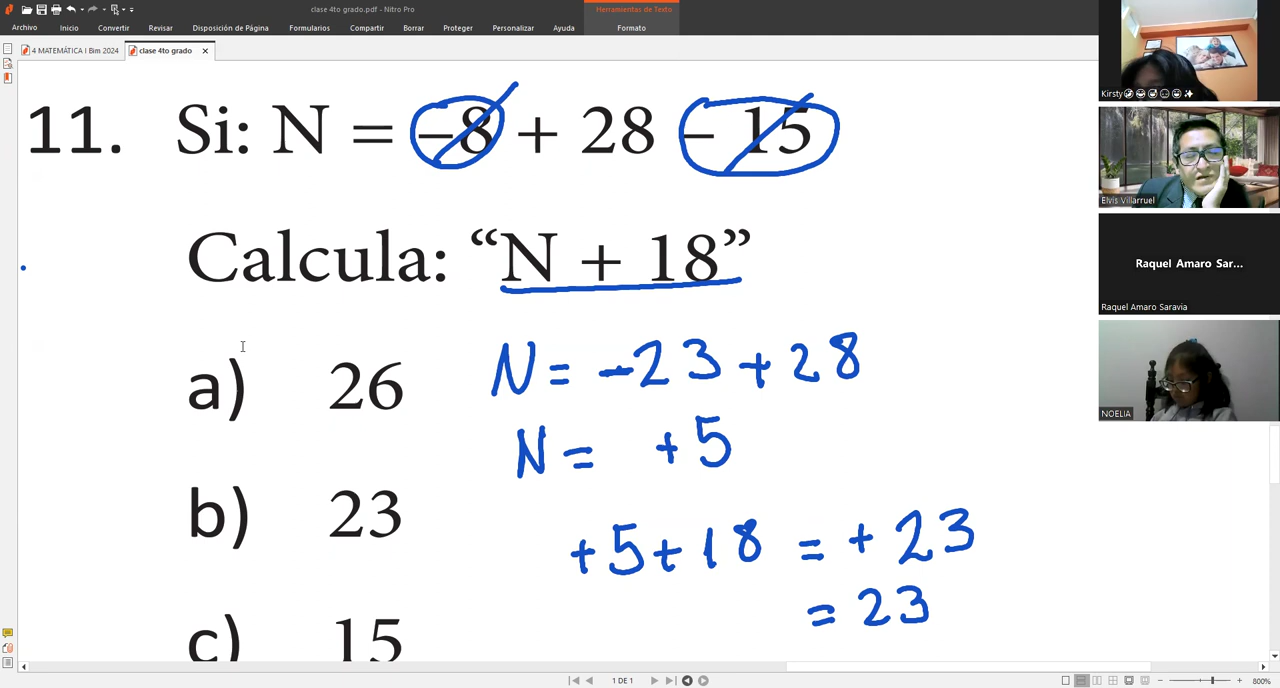 clase 4to grado.pdf - Nitro Pro
Herramientas de Texto
Archivo Inicio Convertir Revisar Disposición de Página Formularios Compartir Borrar Proteger Personalizar Ayuda Formato
4 MATEMÁTICA I Bim 2024 clase 4to grado
11. Si: N = –8 + 28 – 15
Calcula: “N + 18”
a) 26
N = -23 + 28
N = +5
b) 23
+5+18 = +23
= 23
c) 15
Kirsty
Elvis Villarruel
Raquel Amaro Sar...
Raquel Amaro Saravia
NOELIA
1 DE 1
800%